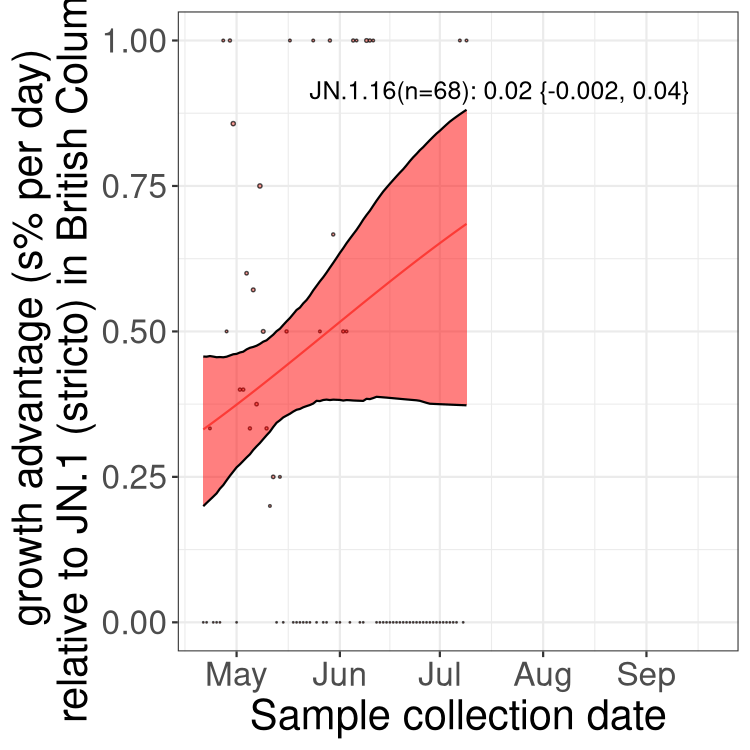 growth advantage (s% per day)
relative to JN.1 (stricto) in British Colum
1.00
0.75
0.50
0.25
0.00
JN.1.16(n=68): 0.02 {-0.002, 0.04}
May Jun Jul Aug Sep
Sample collection date